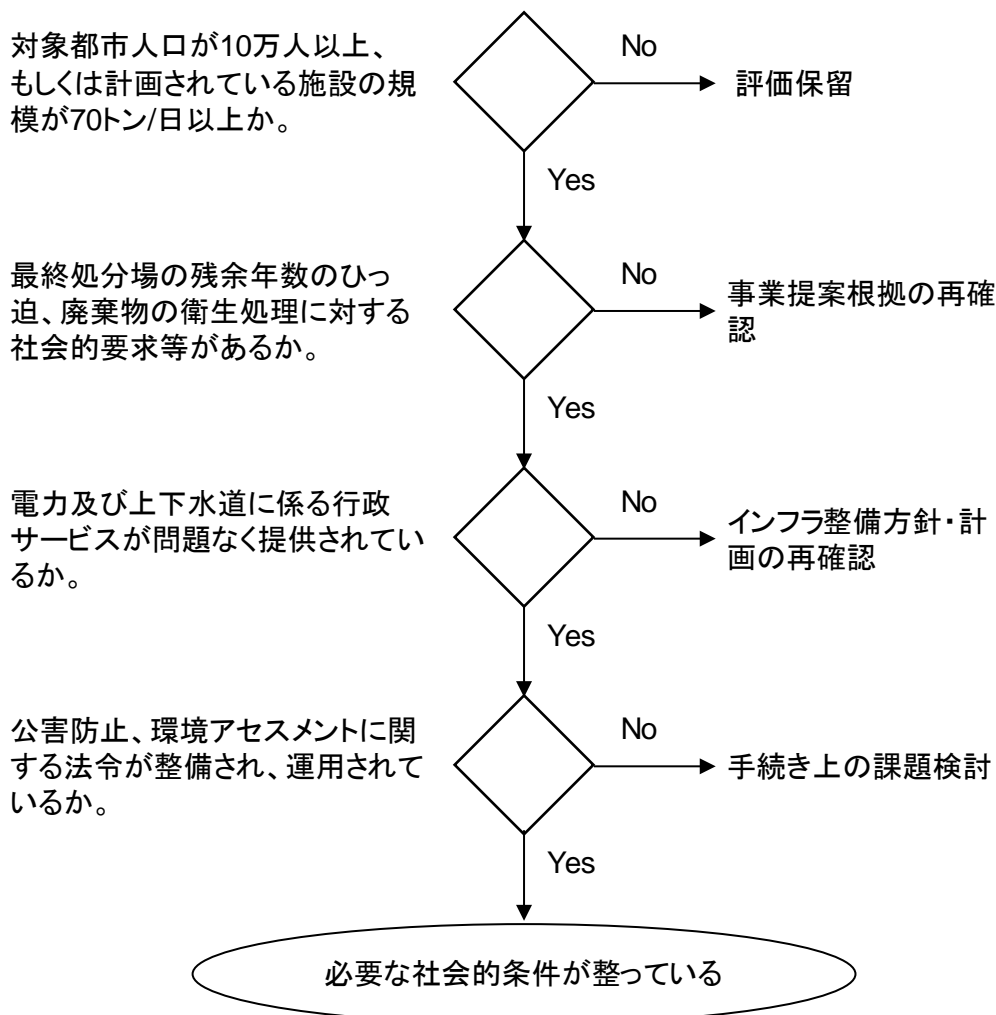 対象都市人口が10万人以上、
もしくは計画されている施設の規
模が70トン/日以上か。
No
評価保留
Yes
最終処分場の残余年数のひっ
迫、廃棄物の衛生処理に対する
社会的要求等があるか。
No
事業提案根拠の再確
認
Yes
電力及び上下水道に係る行政
サービスが問題なく提供されてい
るか。
No
インフラ整備方針・計
画の再確認
Yes
公害防止、環境アセスメントに関
する法令が整備され、運用されて
いるか。
No
手続き上の課題検討
Yes
必要な社会的条件が整っている